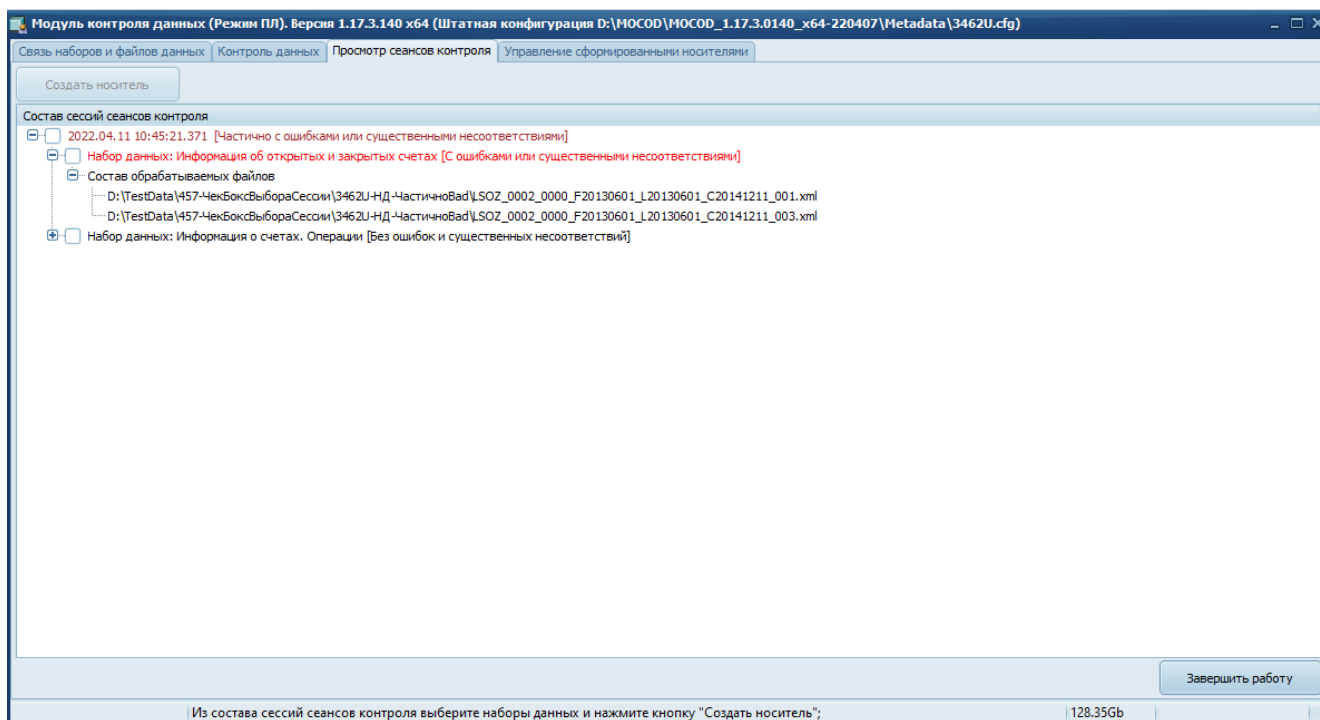 Модуль контроля данных (Режим ПЛ). Версия 1.17.3.140 x64 (Штатная конфигурация D:\MOCOD\MOCOD_1.17.3.0140_x64-220407\Metadata\3462U.cfg)
Связь наборов и файлов данных Контроль данных Просмотр сеансов контроля Управление сформированными носителями
Создать носитель
Состав сессий сеансов контроля
2022.04.11 10:45:21.371 [Частично с ошибками или существенными несоответствиями]
Набор данных: Информация об открытых и закрытых счетах [С ошибками или существенными несоответствиями]
Состав обрабатываемых файлов
D:\TestData\457-ЧекБоксВыбораСессии\3462U-НД-ЧастичноBad\LSOZ_0002_0000_F20130601_L20130601_C20141211_001.xml
D:\TestData\457-ЧекБоксВыбораСессии\3462U-НД-ЧастичноBad\LSOZ_0002_0000_F20130601_L20130601_C20141211_003.xml
Набор данных: Информация о счетах. Операции [Без ошибок и существенных несоответствий]
Завершить работу
Из состава сессий сеансов контроля выберите наборы данных и нажмите кнопку "Создать носитель"; 128.35Gb